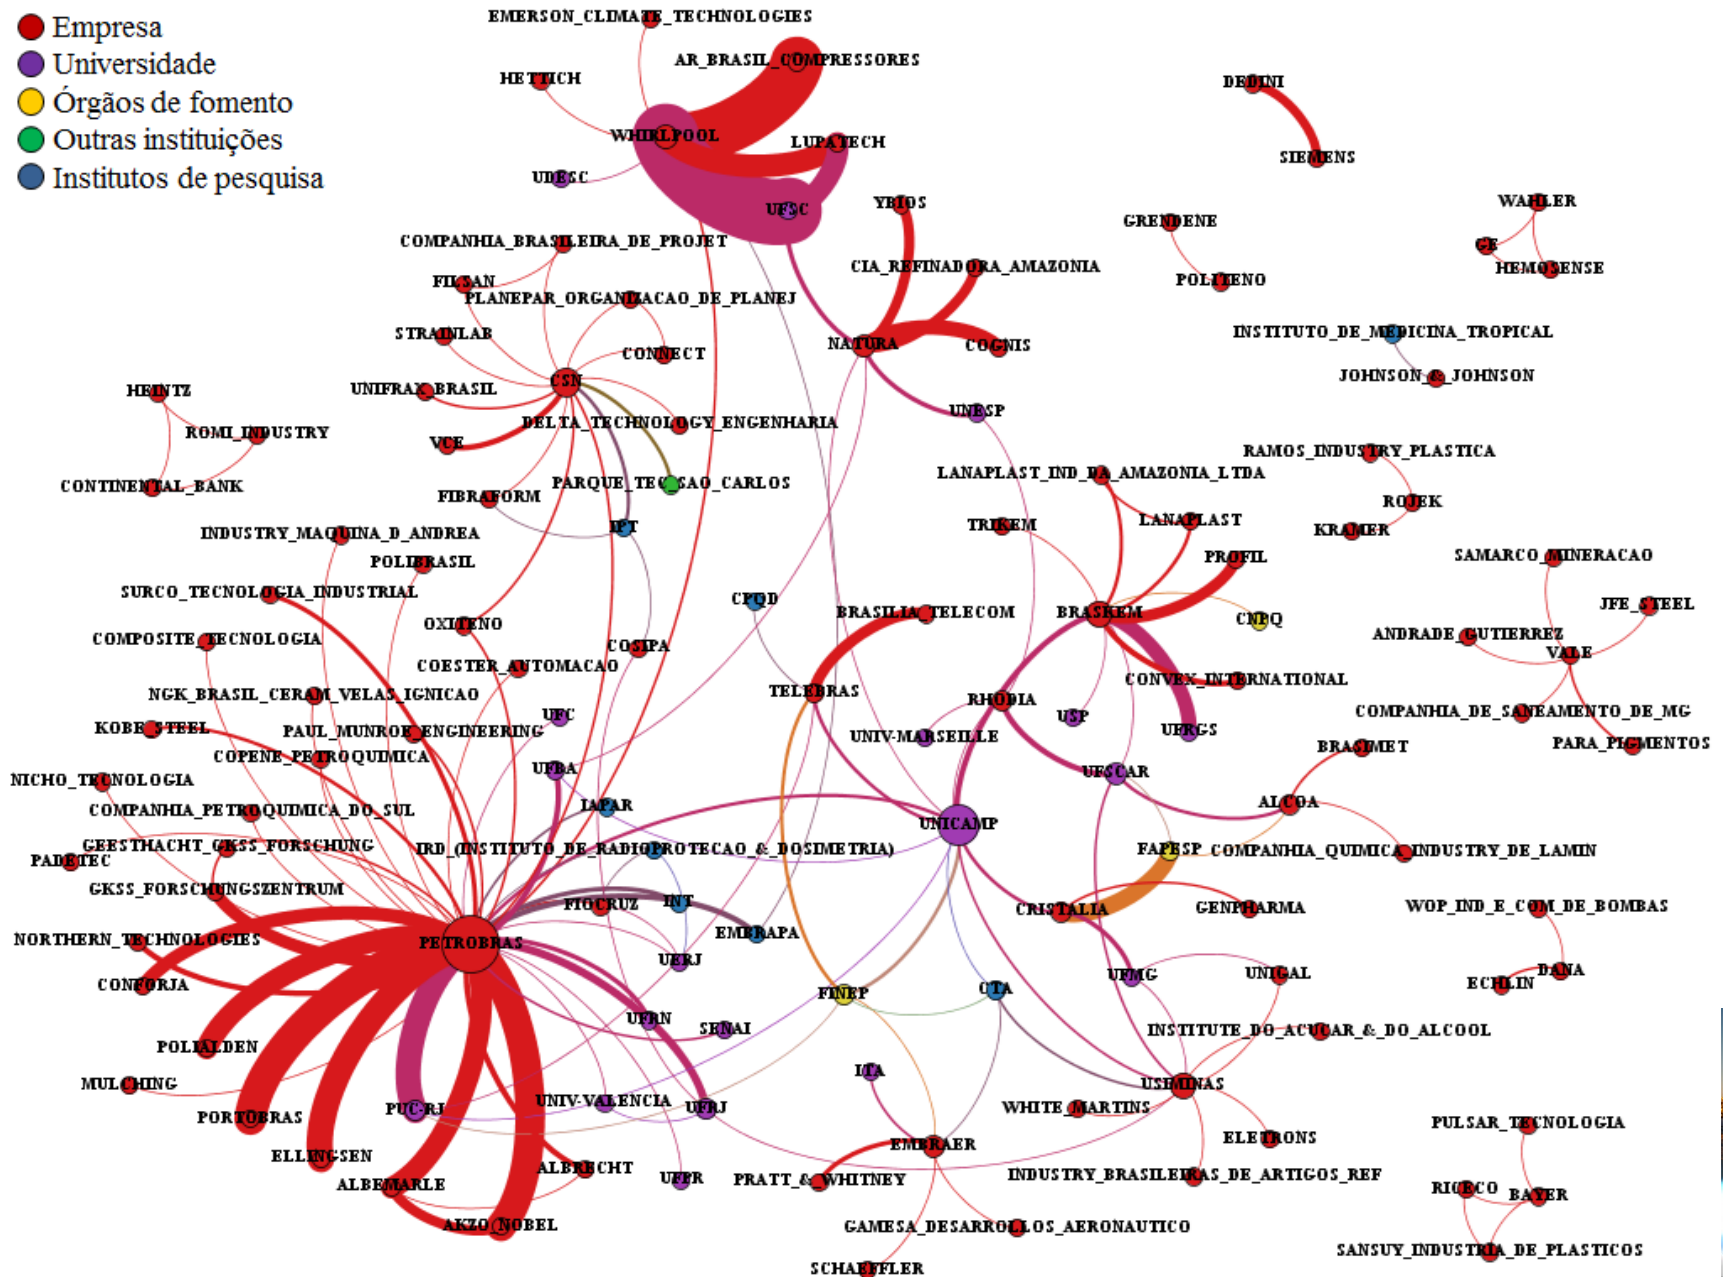 Empresa
Universidade
Órgãos de fomento
Outras instituições
Institutos de pesquisa
EMERSON_CLIMATE_TECHNOLOGIES
AR_BRASIL_COMPRESSORES
HETTICH
DEDINI
WHIRLPOOL
LUPATECH
SIEMENS
UDESC
UFSC
YBIOS
WAHLER
GRENDENE
COMPANHIA_BRASILEIRA_DE_PROJET
GE
CIA_REFINADORA_AMAZONIA
HEMOSENSE
FILSAN
POLITENO
PLANEPAR_ORGANIZACAO_DE_PLANEJ
STRAINLAB
INSTITUTO_DE_MEDICINA_TROPICAL
NATURA
COGNIS
CONNECT
JOHNSON_&_JOHNSON
CSN
HEINTZ
UNIFRAX_BRASIL
UNESP
DELTA_TECHNOLOGY_ENGENHARIA
ROMI_INDUSTRY
VCE
RAMOS_INDUSTRY_PLASTICA
LANAPLAST_IND_DA_AMAZONIA_LTDA
PARQUE_TEC_SAO_CARLOS
CONTINENTAL_BANK
FIBRAFORM
ROJEK
IPT
TRIKEM
LANAPLAST
KRAMER
INDUSTRY_MAQUINA_D_ANDREA
PROFIL
SAMARCO_MINERACAO
POLIBRASIL
SURCO_TECNOLOGIA_INDUSTRIAL
CPQD
BRASILIA_TELECOM
BRASKEM
CNPQ
JFE_STEEL
OXITENO
COMPOSITE_TECNOLOGIA
ANDRADE_GUTIERREZ
COSIPA
VALE
COESTER_AUTOMACAO
CONVEX_INTERNATIONAL
NGK_BRASIL_CERAM_VELAS_IGNICAO
TELEBRAS
RHODIA
COMPANHIA_DE_SANEAMENTO_DE_MG
UFC
USP
KOBE_STEEL
PAUL_MUNROE_ENGINEERING
UNIV-MARSEILLE
UFRGS
BRASIMET
PARA_PIGMENTOS
COPENE_PETROQUIMICA
UFBA
UFSCAR
NICHO_TECNOLOGIA
IAPAR
ALCOA
COMPANHIA_PETROQUIMICA_DO_SUL
UNICAMP
GEESTHACHT_GKSS_FORSCHUNG
IRD_(INSTITUTO_DE_RADIOPROTECAO_&_DOSIMETRIA)
FAPESP
COMPANHIA_QUIMICA_INDUSTRY_DE_LAMIN
PADETEC
GKSS_FORSCHUNGSZENTRUM
FIOCRUZ
INT
CRISTALIA
GENPHARMA
WOP_IND_E_COM_DE_BOMBAS
NORTHERN_TECHNOLOGIES
PETROBRAS
EMBRAPA
UERJ
UFMG
UNIGAL
DANA
CONFORJA
ECHLIN
FINEP
CTA
UFRN
SENAI
INSTITUTE_DO_ACUCAR_&_DO_ALCOOL
POLIALDEN
ITA
MULCHING
USIMINAS
PUC-RJ
UNIV-VALENCIA
UFRJ
WHITE_MARTINS
PORTOBRAS
PULSAR_TECNOLOGIA
ELETRONS
EMBRAER
ELLINGSEN
ALBRECHT
UFPR
PRATT_&_WHITNEY
INDUSTRY_BRASILEIRAS_DE_ARTIGOS_REF
ALBEMARLE
RICECO
BAYER
AKZO_NOBEL
GAMESA_DESARROLLOS_AERONAUTICO
SANSUY_INDUSTRIA_DE_PLASTICOS
SCHAEFFLER